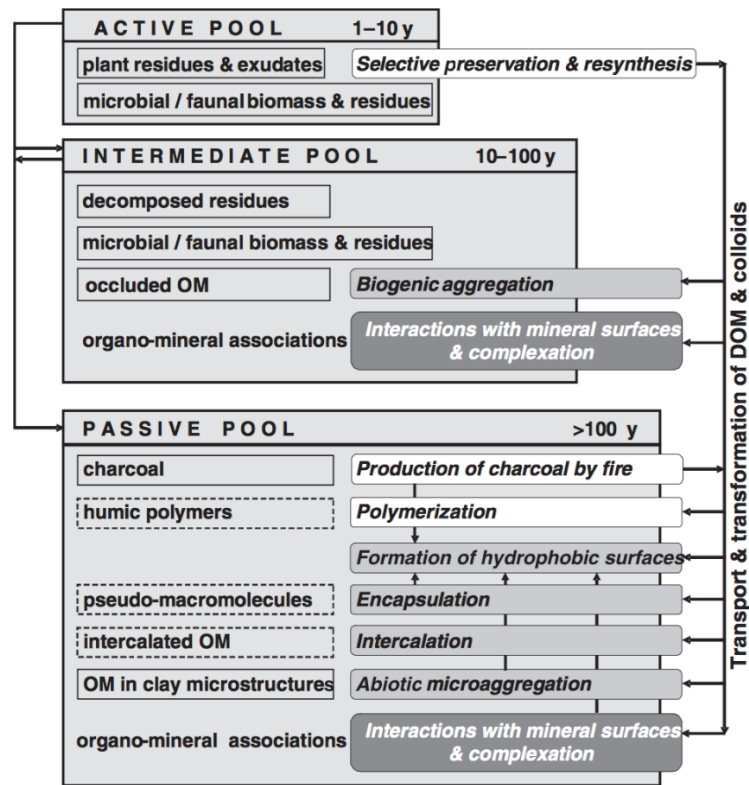 ACTIVE POOL 1–10 y
plant residues & exudates
Selective preservation & resynthesis
microbial / faunal biomass & residues
INTERMEDIATE POOL 10–100 y
decomposed residues
microbial / faunal biomass & residues
occluded OM
Biogenic aggregation
organo-mineral associations
Interactions with mineral surfaces
& complexation
PASSIVE POOL >100 y
charcoal
Production of charcoal by fire
humic polymers
Polymerization
Formation of hydrophobic surfaces
pseudo-macromolecules
Encapsulation
intercalated OM
Intercalation
OM in clay microstructures
Abiotic microaggregation
organo-mineral associations
Interactions with mineral surfaces
& complexation
Transport & transformation of DOM & colloids